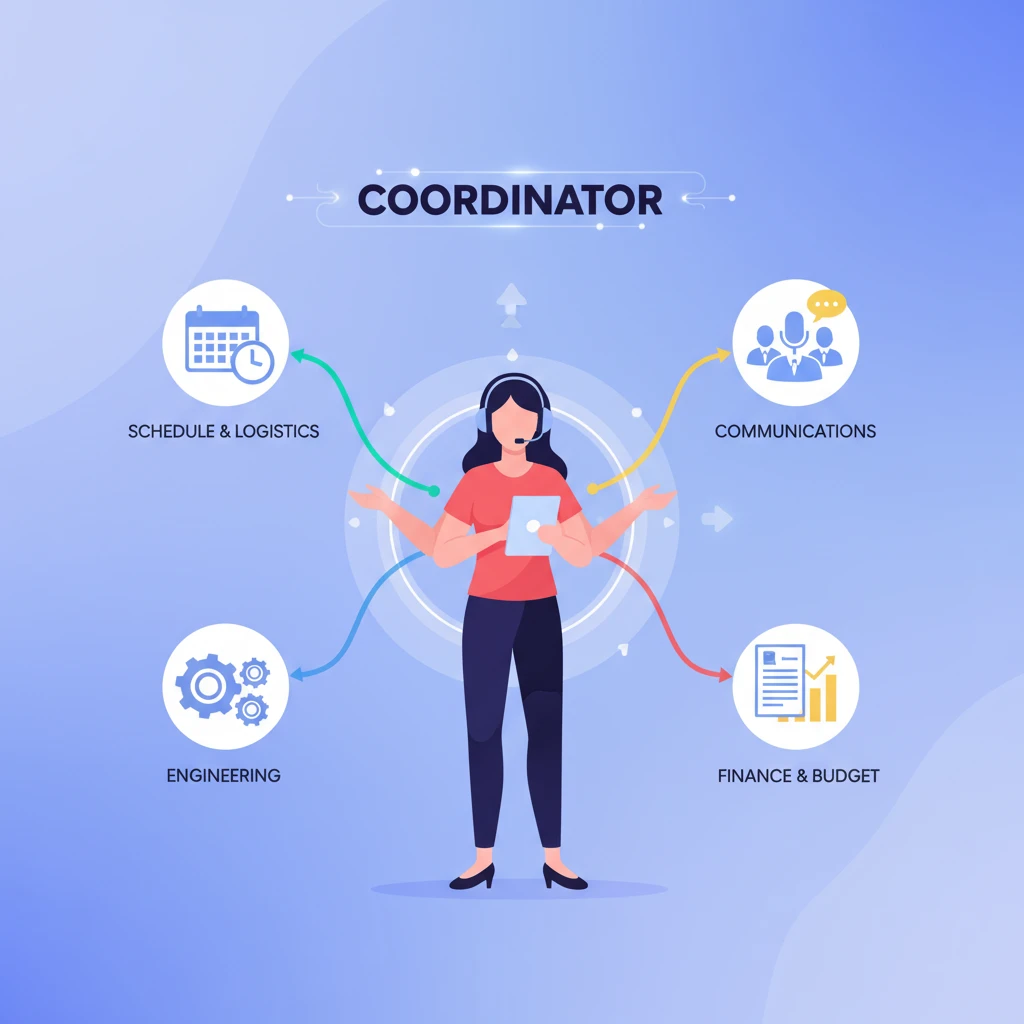 COORDINATOR
SCHEDULE & LOGISTICS
COMMUNICATIONS
ENGINEERING
FINANCE & BUDGET